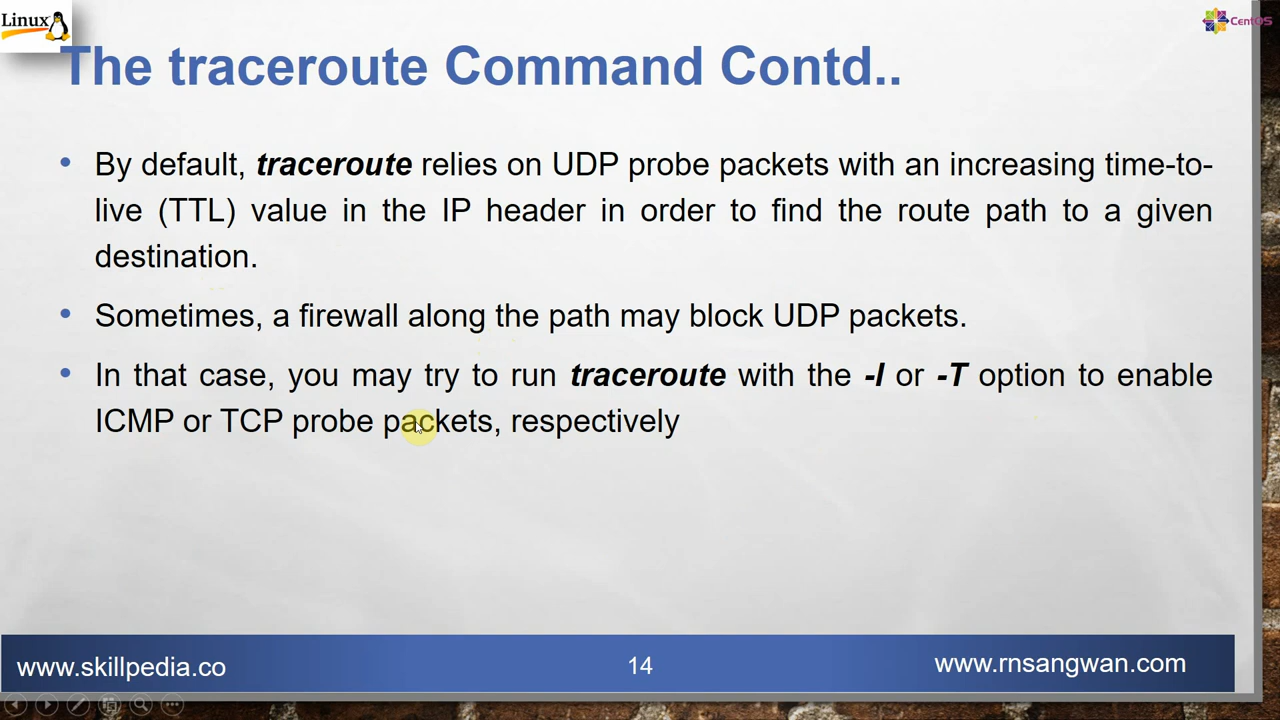 Linux
CentOS
The traceroute Command Contd..
• By default, traceroute relies on UDP probe packets with an increasing time-to-
live (TTL) value in the IP header in order to find the route path to a given
destination.
• Sometimes, a firewall along the path may block UDP packets.
• In that case, you may try to run traceroute with the -I or -T option to enable
ICMP or TCP probe packets, respectively
www.skillpedia.co
14
www.rnsangwan.com